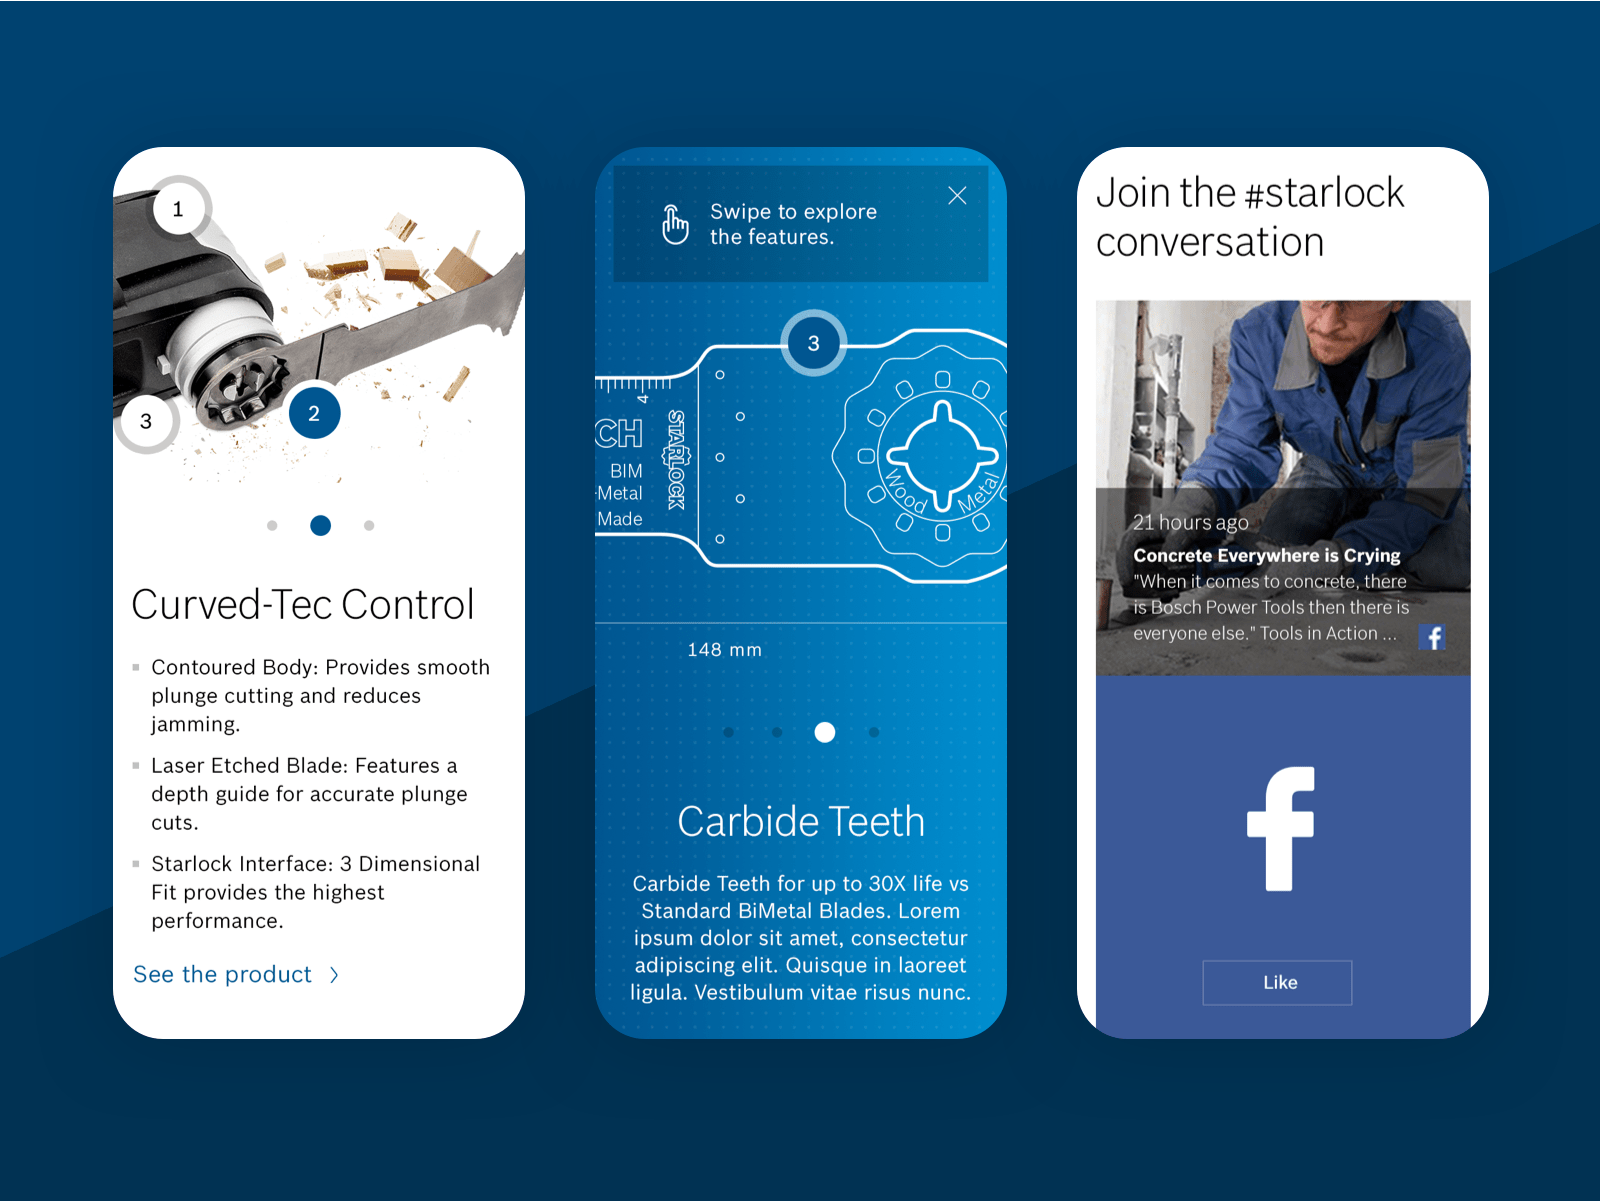 1
3
2
Curved-Tec Control
Contoured Body: Provides smooth
plunge cutting and reduces
jamming.
Laser Etched Blade: Features a
depth guide for accurate plunge
cuts.
Starlock Interface: 3 Dimensional
Fit provides the highest
performance.
See the product
Swipe to explore
the features.
3
4
CH
STARLOCK
BIM
-Metal
Made
Wood
Metal
148 mm
Carbide Teeth
Carbide Teeth for up to 30X life vs
Standard BiMetal Blades. Lorem
ipsum dolor sit amet, consectetur
adipiscing elit. Quisque in laoreet
ligula. Vestibulum vitae risus nunc.
Join the #starlock
conversation
21 hours ago
Concrete Everywhere is Crying
"When it comes to concrete, there
is Bosch Power Tools then there is
everyone else." Tools in Action ...
f
f
Like